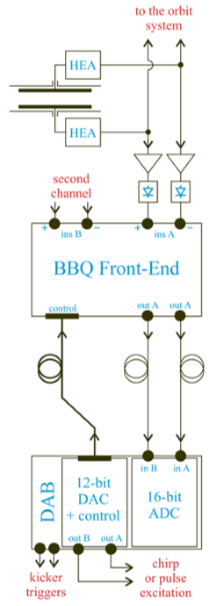 to the orbit
system
HEA
HEA
second
channel
+ ins B −
+ ins A −
BBQ Front-End
control
out A
out A
in B
in A
DAB
12-bit
DAC
+ control
16-bit
ADC
out B
out A
kicker
triggers
chirp
or pulse
excitation